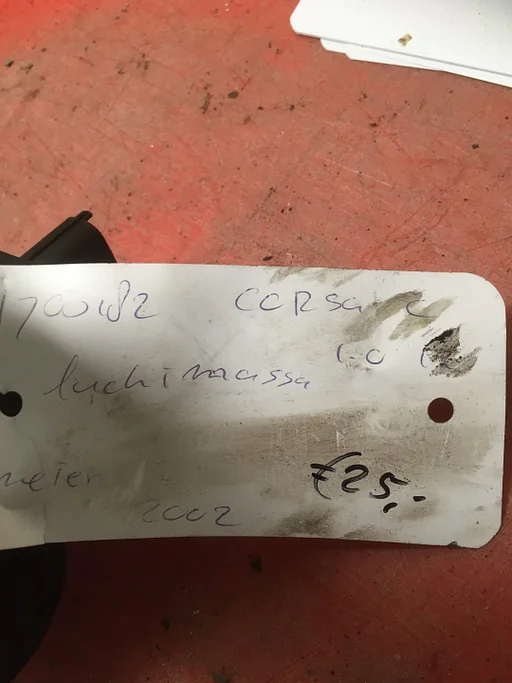 1700182 CORSa C
1.0
luchtmassa
meter
€25,-
2002